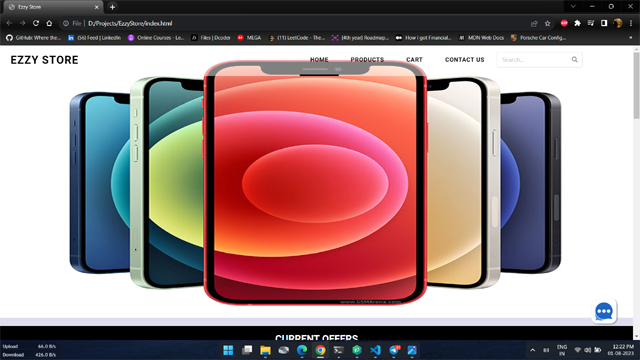 Ezzy Store
File D:/Projects/EzzyStore/index.html
GitHub: Where the... (56) Feed | LinkedIn Online Courses - L... Files | Dcoder MEGA (11) LeetCode - The... (4th year) Roadmap... How I got Financial... MDN Web Docs Porsche Car Config...
EZZY STORE
HOME PRODUCTS CART CONTACT US Search...
www.GSMArena.com
CURRENT OFFERS
Upload 66.0 B/s
Download 426.0 B/s
ENG
IN
12:22 PM
01-08-2023